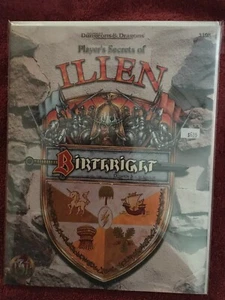 DUNGEONS & DRAGONS
Player's Secrets of
ILIEN
BIRTHRIGHT